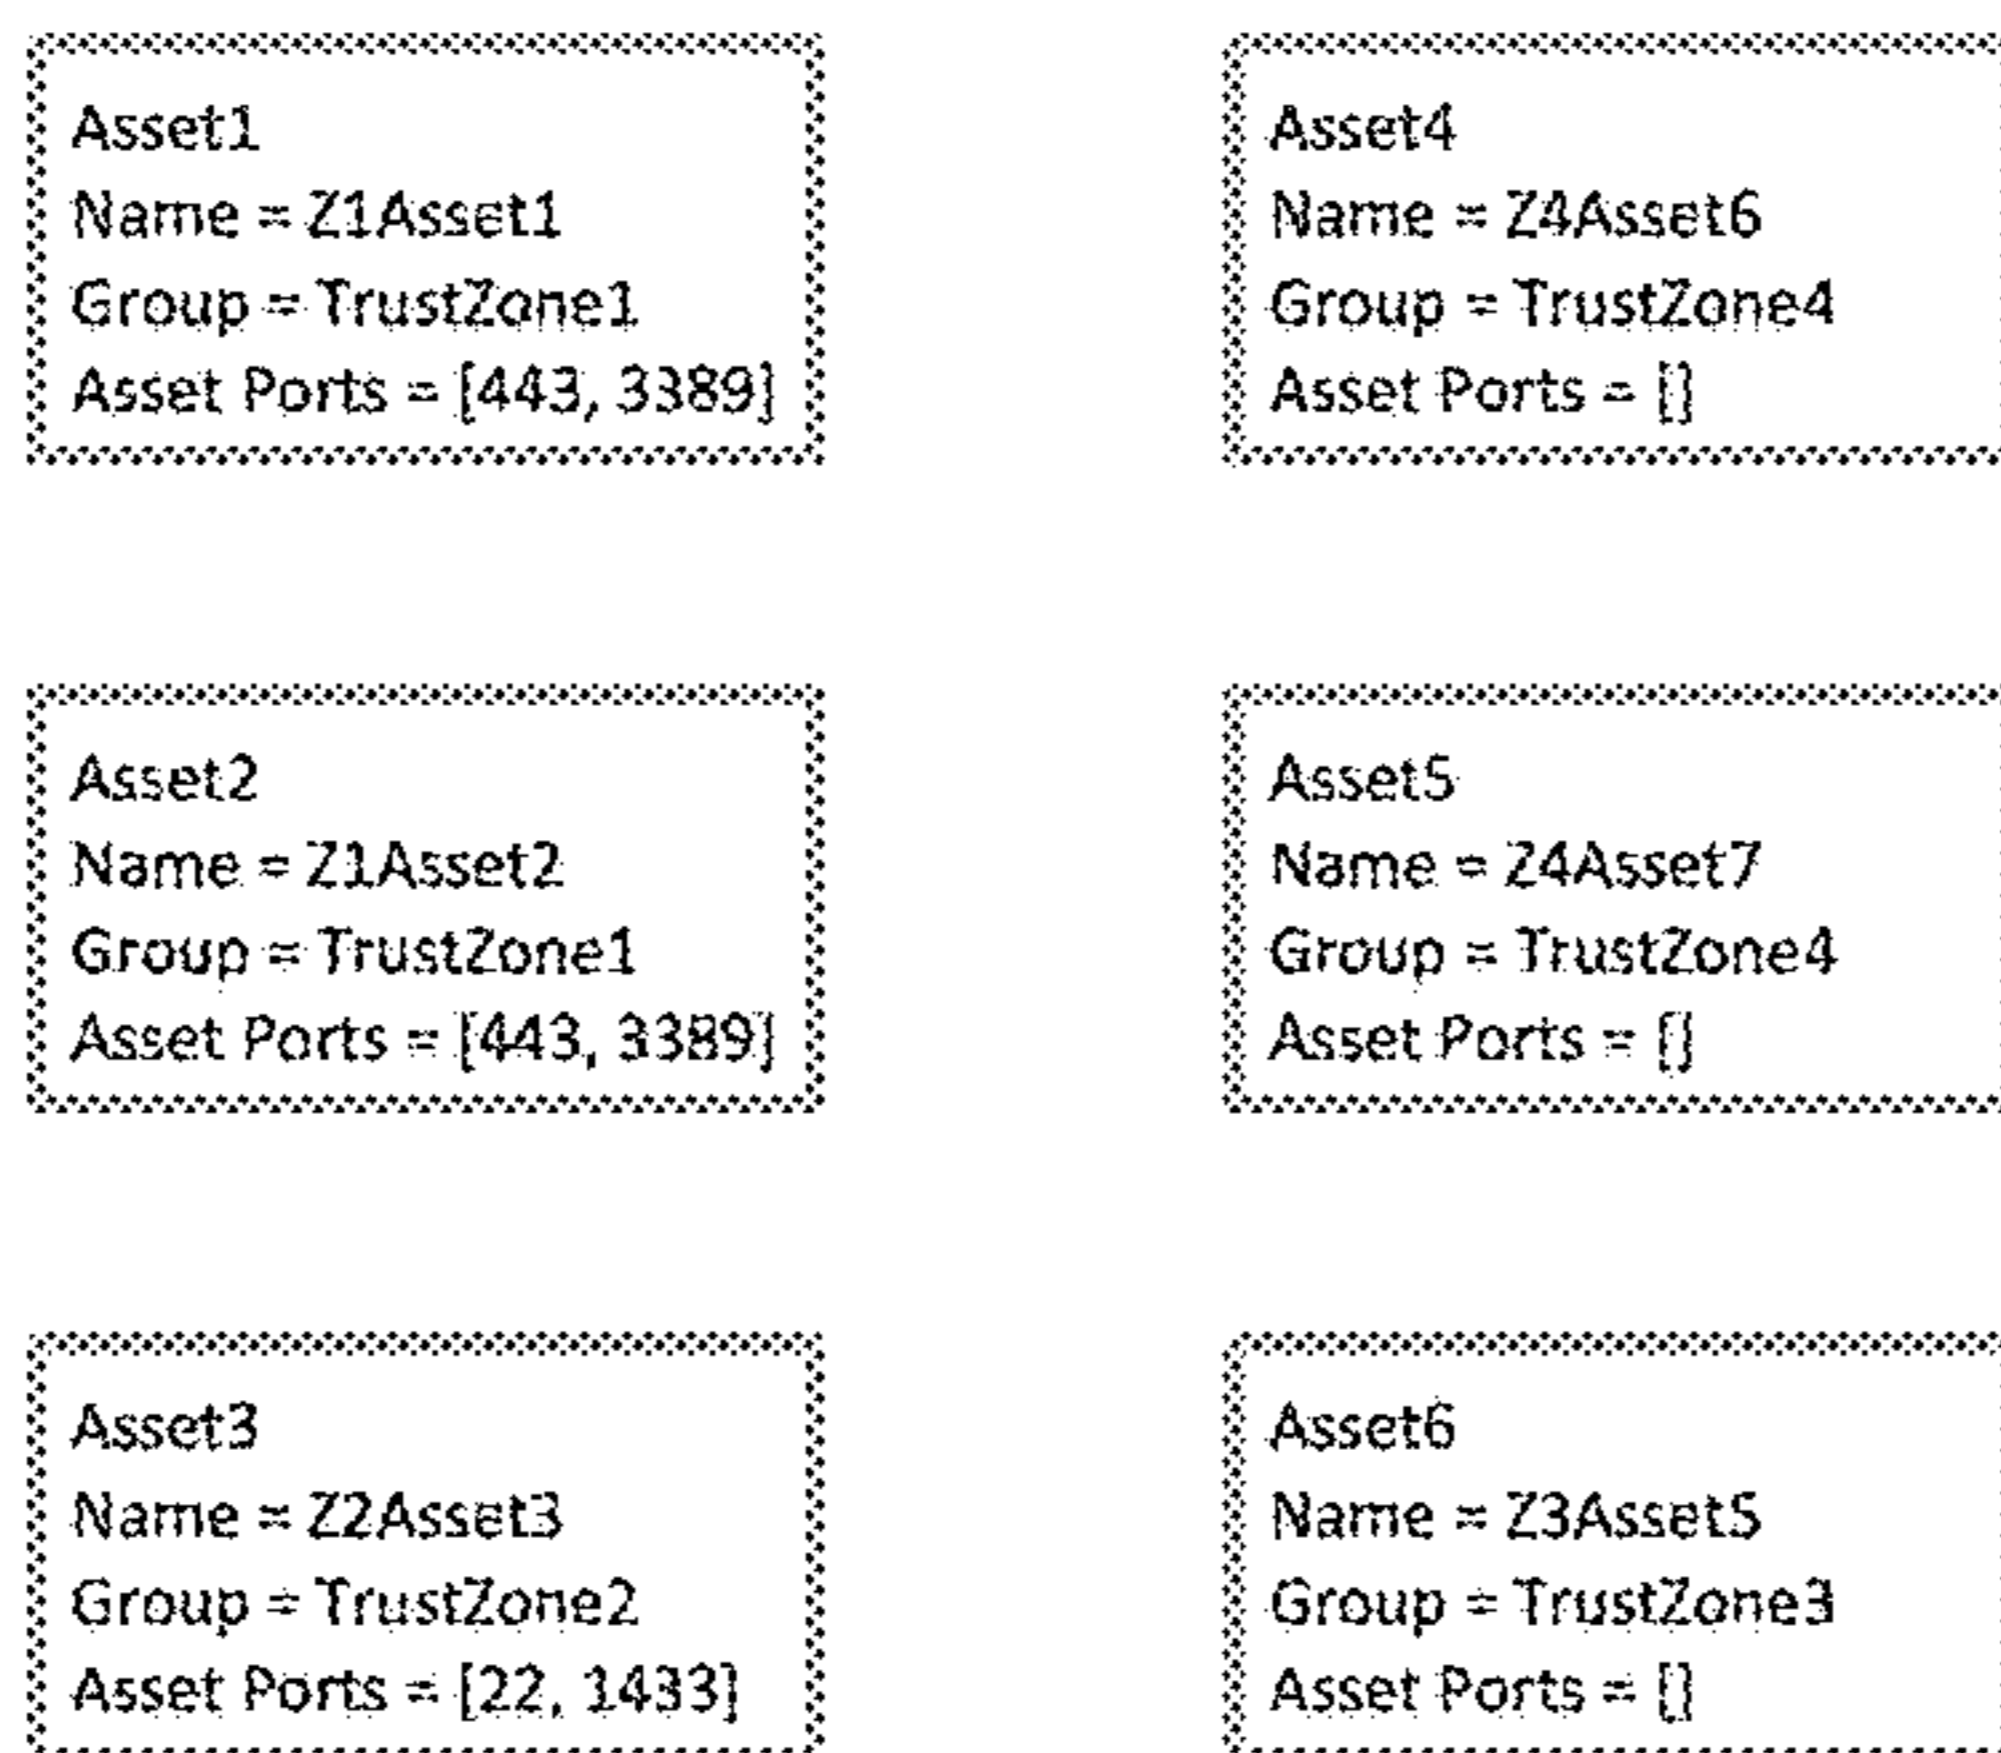 Asset1
Name = Z1Asset1
Group = TrustZone1
Asset Ports = [443, 3389]
Asset4
Name = Z4Asset6
Group = TrustZone4
Asset Ports = []
Asset2
Name = Z1Asset2
Group = TrustZone1
Asset Ports = [443, 3389]
Asset5
Name = Z4Asset7
Group = TrustZone4
Asset Ports = []
Asset3
Name = Z2Asset3
Group = TrustZone2
Asset Ports = [22, 1433]
Asset6
Name = Z3Asset5
Group = TrustZone3
Asset Ports = []